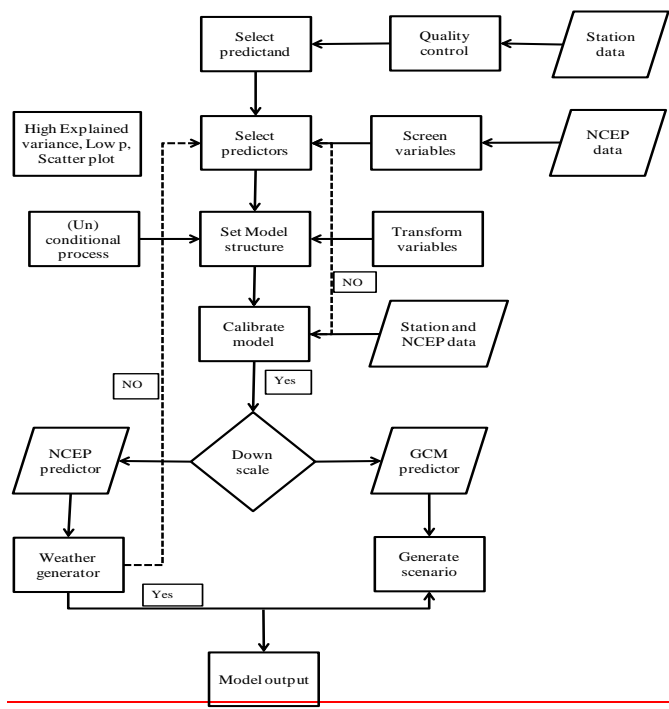 Select
predictand
Quality
control
Station
data
High Explained
variance, Low p,
Scatter plot
Select
predictors
Screen
variables
NCEP
data
(Un)
conditional
process
Set Model
structure
Transform
variables
NO
Calibrate
model
Station and
NCEP data
Yes
NO
NCEP
predictor
Down
scale
GCM
predictor
Weather
generator
Generate
scenario
Yes
Model output